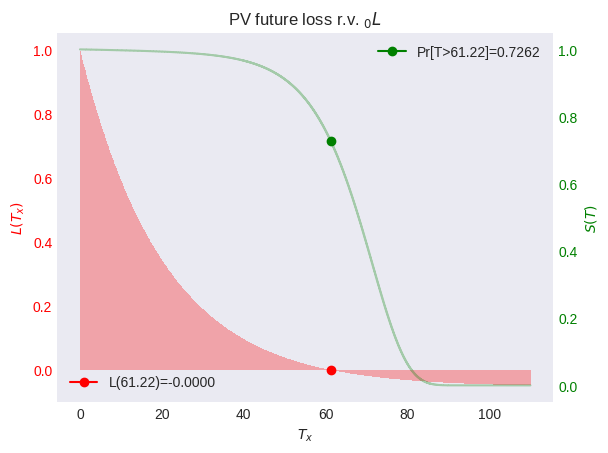 PV future loss r.v. ₀L
Pr[T>61.22]=0.7262
L(61.22)=-0.0000
L(Tₓ)
1.0
0.8
0.6
0.4
0.2
0.0
S(T)
1.0
0.8
0.6
0.4
0.2
0.0
0 20 40 60 80 100
Tₓ